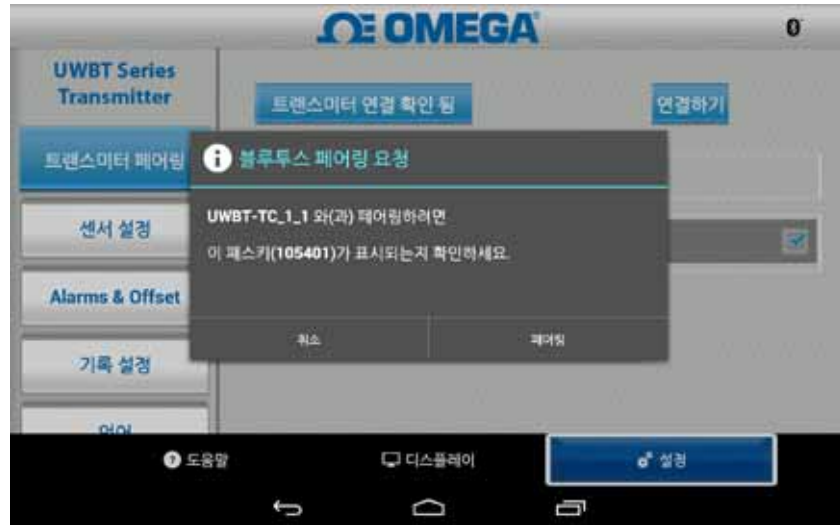 OMEGA
UWBT Series
Transmitter
트랜스미터 연결 확인 됨
연결하기
트랜스미터 페어링
블루투스 페어링 요청
UWBT-TC_1_1 와(과) 페어링하려면
이 패스키(105401)가 표시되는지 확인하세요.
취소
페어링
센서 설정
Alarms & Offset
기록 설정
언어
도움말
디스플레이
설정